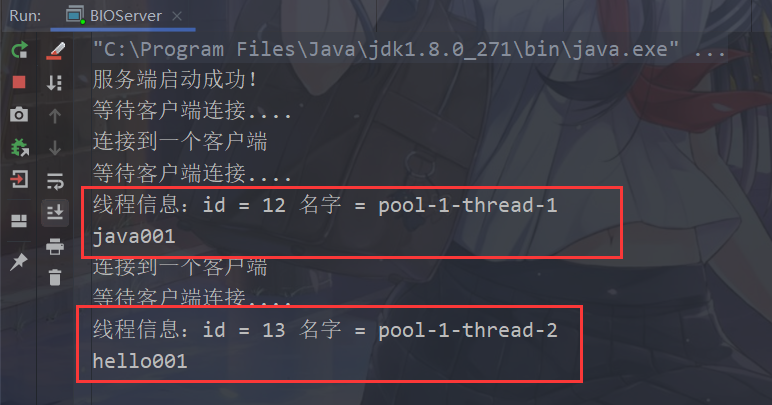 Run: BIOServer ×
"C:\Program Files\Java\jdk1.8.0_271\bin\java.exe" ...
服务端启动成功!
等待客户端连接....
连接到一个客户端
等待客户端连接....
线程信息: id = 12 名字 = pool-1-thread-1
java001
连接到一个客户端
等待客户端连接....
线程信息: id = 13 名字 = pool-1-thread-2
hello001